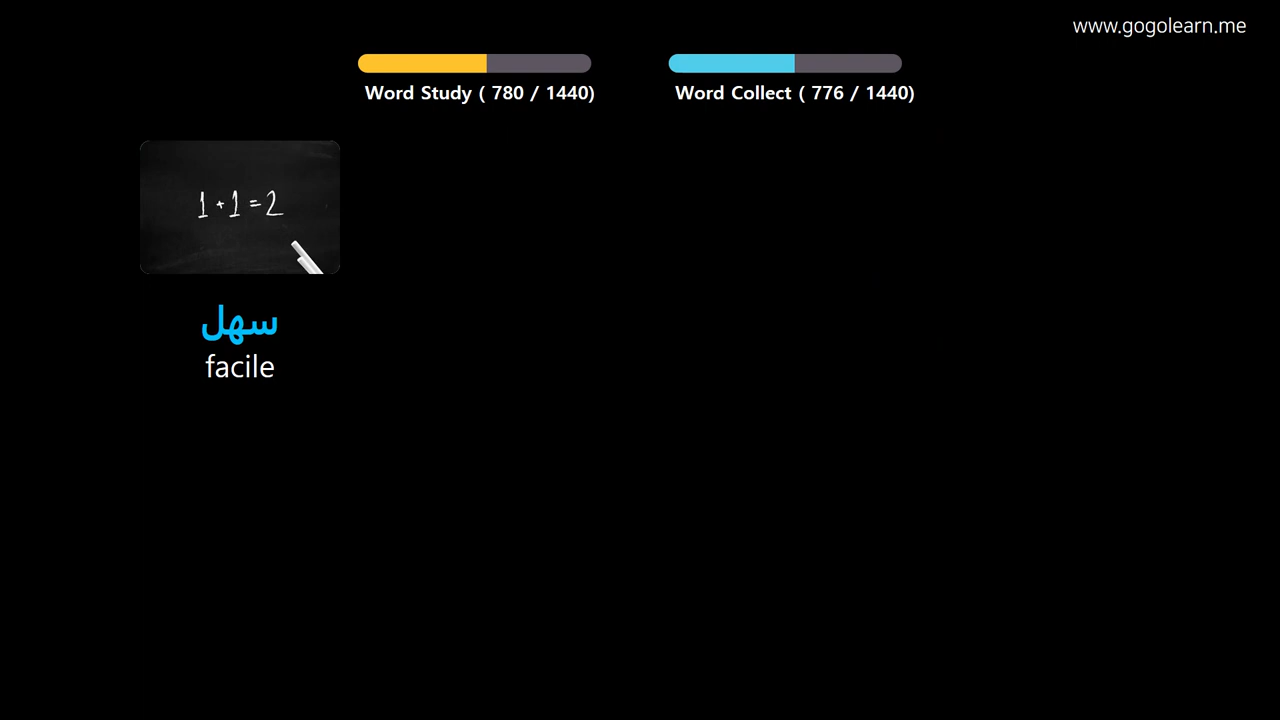 www.gogolearn.me
Word Study ( 780 / 1440)
Word Collect ( 776 / 1440)
1+1=2
سهل
facile